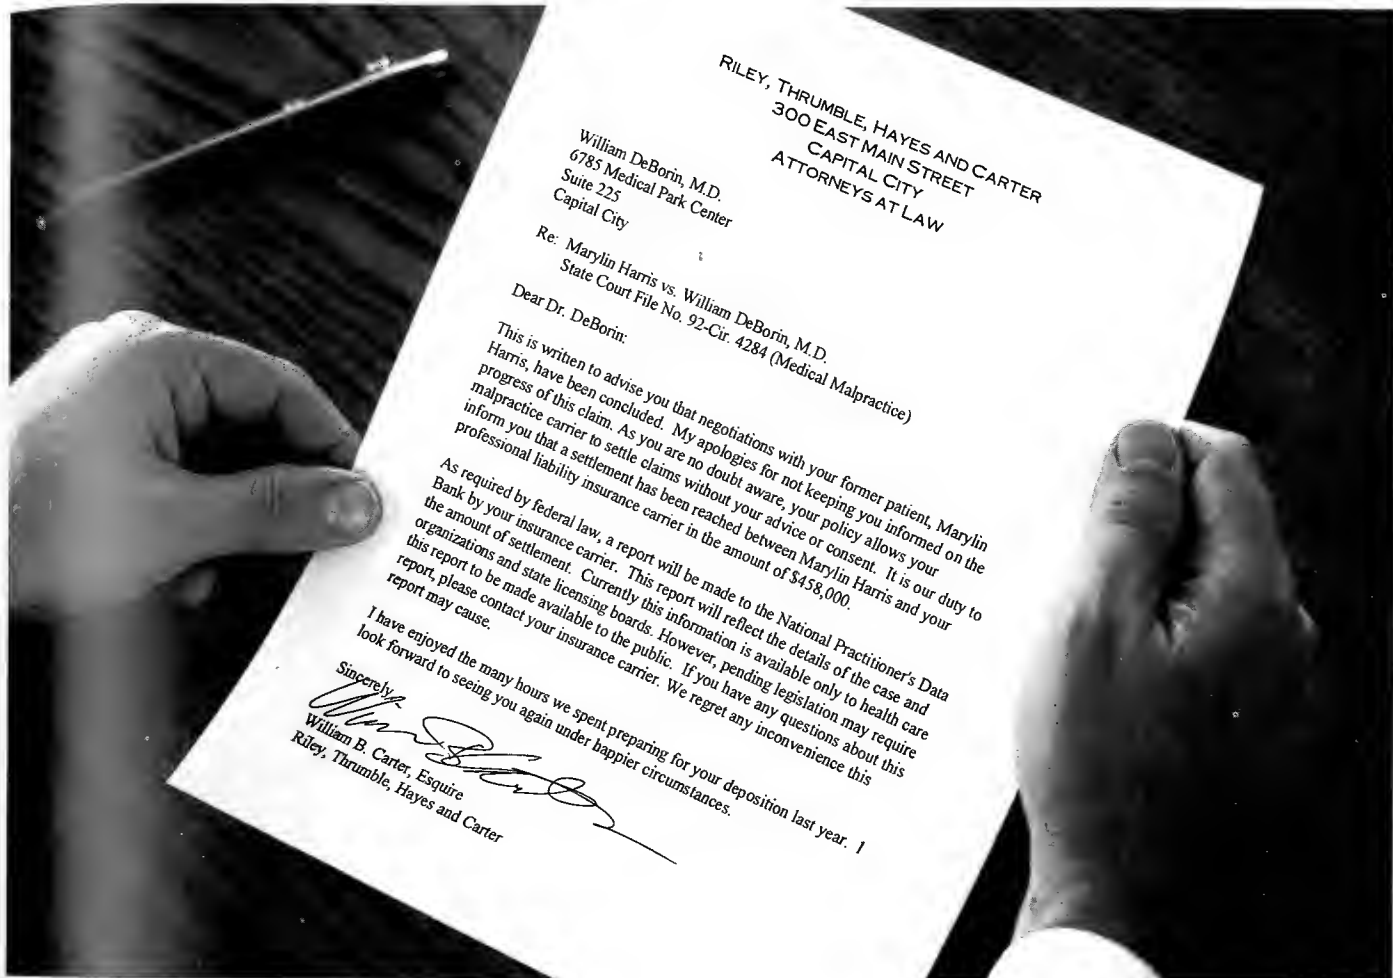 RILEY, THRUMBLE, HAYES AND CARTER
300 EAST MAIN STREET
CAPITAL CITY
ATTORNEYS AT LAW
William DeBorin, M.D.
6785 Medical Park Center
Suite 225
Capital City
Re: Marylin Harris vs. William DeBorin, M.D.
State Court File No. 92-Cir. 4284 (Medical Malpractice)
Dear Dr. DeBorin:
This is written to advise you that negotiations with your former patient, Marylin
Harris, have been concluded. My apologies for not keeping you informed on the
progress of this claim. As you are no doubt aware, your policy allows your
malpractice carrier to settle claims without your advice or consent. It is our duty to
inform you that a settlement has been reached between Marylin Harris and your
professional liability insurance carrier in the amount of $458,000.
As required by federal law, a report will be made to the National Practitioner's Data
Bank by your insurance carrier. This report will reflect the details of the case and
the amount of settlement. Currently this information is available only to health care
organizations and state licensing boards. However, pending legislation may require
this report to be made available to the public. If you have any questions about this
report, please contact your insurance carrier. We regret any inconvenience this
report may cause.
I have enjoyed the many hours we spent preparing for your deposition last year. I
look forward to seeing you again under happier circumstances.
Sincerely,
William B. Carter, Esquire
Riley, Thrumble, Hayes and Carter